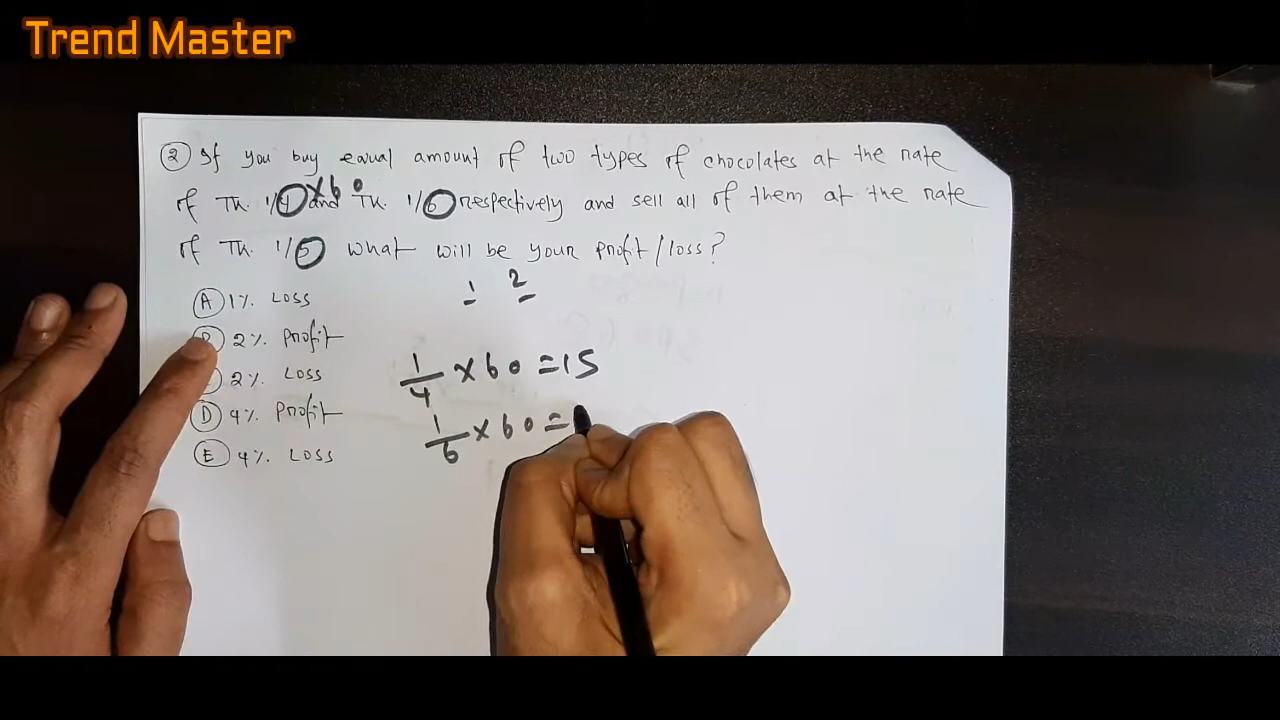 Trend Master
② If you buy equal amount of two types of chocolates at the rate
of Tk. 1/4 ×60 and Tk. 1/6 respectively and sell all of them at the rate
of Tk. 1/5 what will be your profit/loss?
1 2
Ⓐ 1% Loss
Ⓑ 2% Profit
2% Loss
Ⓓ 4% Profit
Ⓔ 4% Loss
1/4 × 60 = 15
1/6 × 60 =